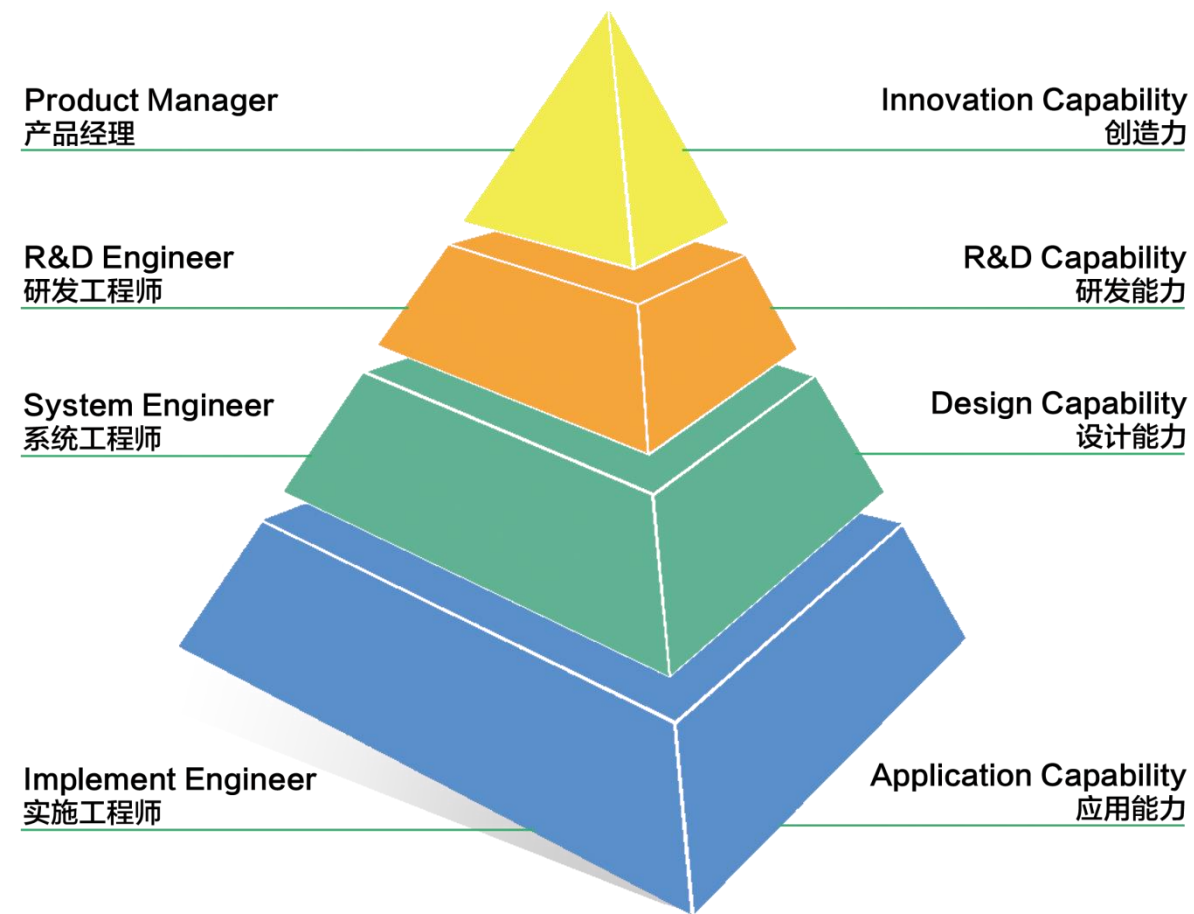 Product Manager
产品经理
Innovation Capability
创造力
R&D Engineer
研发工程师
R&D Capability
研发能力
System Engineer
系统工程师
Design Capability
设计能力
Implement Engineer
实施工程师
Application Capability
应用能力